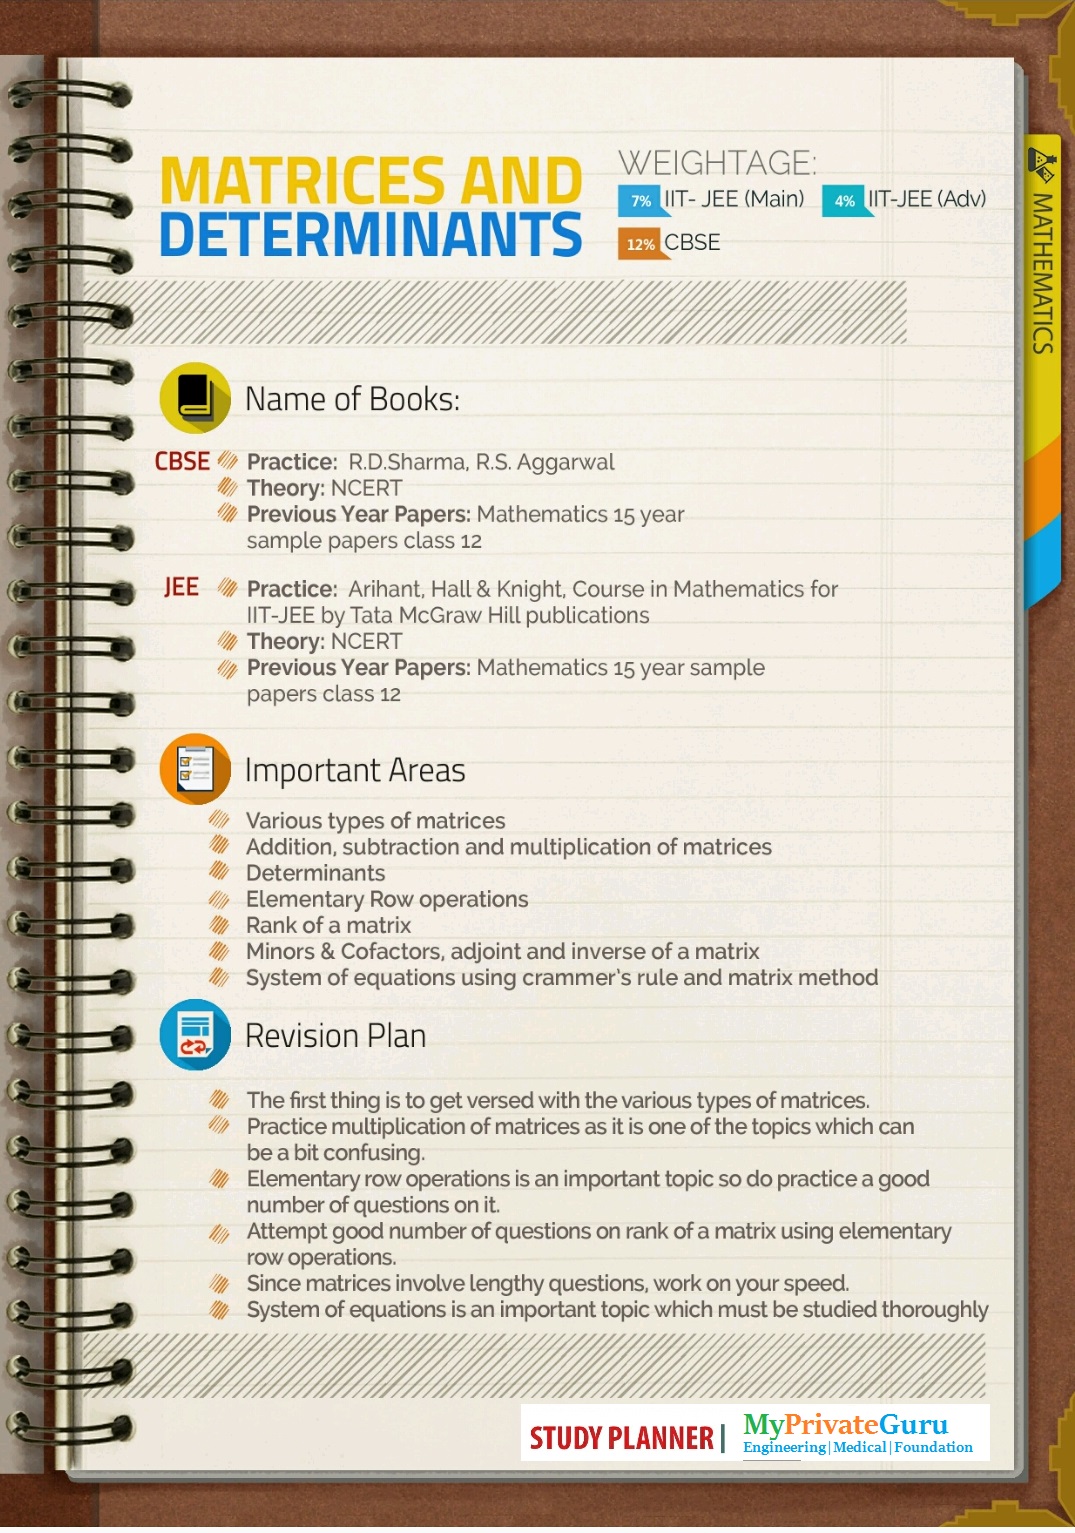 MATRICES AND
DETERMINANTS
WEIGHTAGE:
7% IIT- JEE (Main) 4% IIT-JEE (Adv)
12% CBSE
MATHEMATICS
Name of Books:
CBSE Practice: R.D.Sharma, R.S. Aggarwal
Theory: NCERT
Previous Year Papers: Mathematics 15 year
sample papers class 12
JEE Practice: Arihant, Hall & Knight, Course in Mathematics for
IIT-JEE by Tata McGraw Hill publications
Theory: NCERT
Previous Year Papers: Mathematics 15 year sample
papers class 12
Important Areas
Various types of matrices
Addition, subtraction and multiplication of matrices
Determinants
Elementary Row operations
Rank of a matrix
Minors & Cofactors, adjoint and inverse of a matrix
System of equations using crammer's rule and matrix method
Revision Plan
The first thing is to get versed with the various types of matrices.
Practice multiplication of matrices as it is one of the topics which can
be a bit confusing.
Elementary row operations is an important topic so do practice a good
number of questions on it.
Attempt good number of questions on rank of a matrix using elementary
row operations.
Since matrices involve lengthy questions, work on your speed.
System of equations is an important topic which must be studied thoroughly
STUDY PLANNER | MyPrivateGuru
Engineering|Medical|Foundation